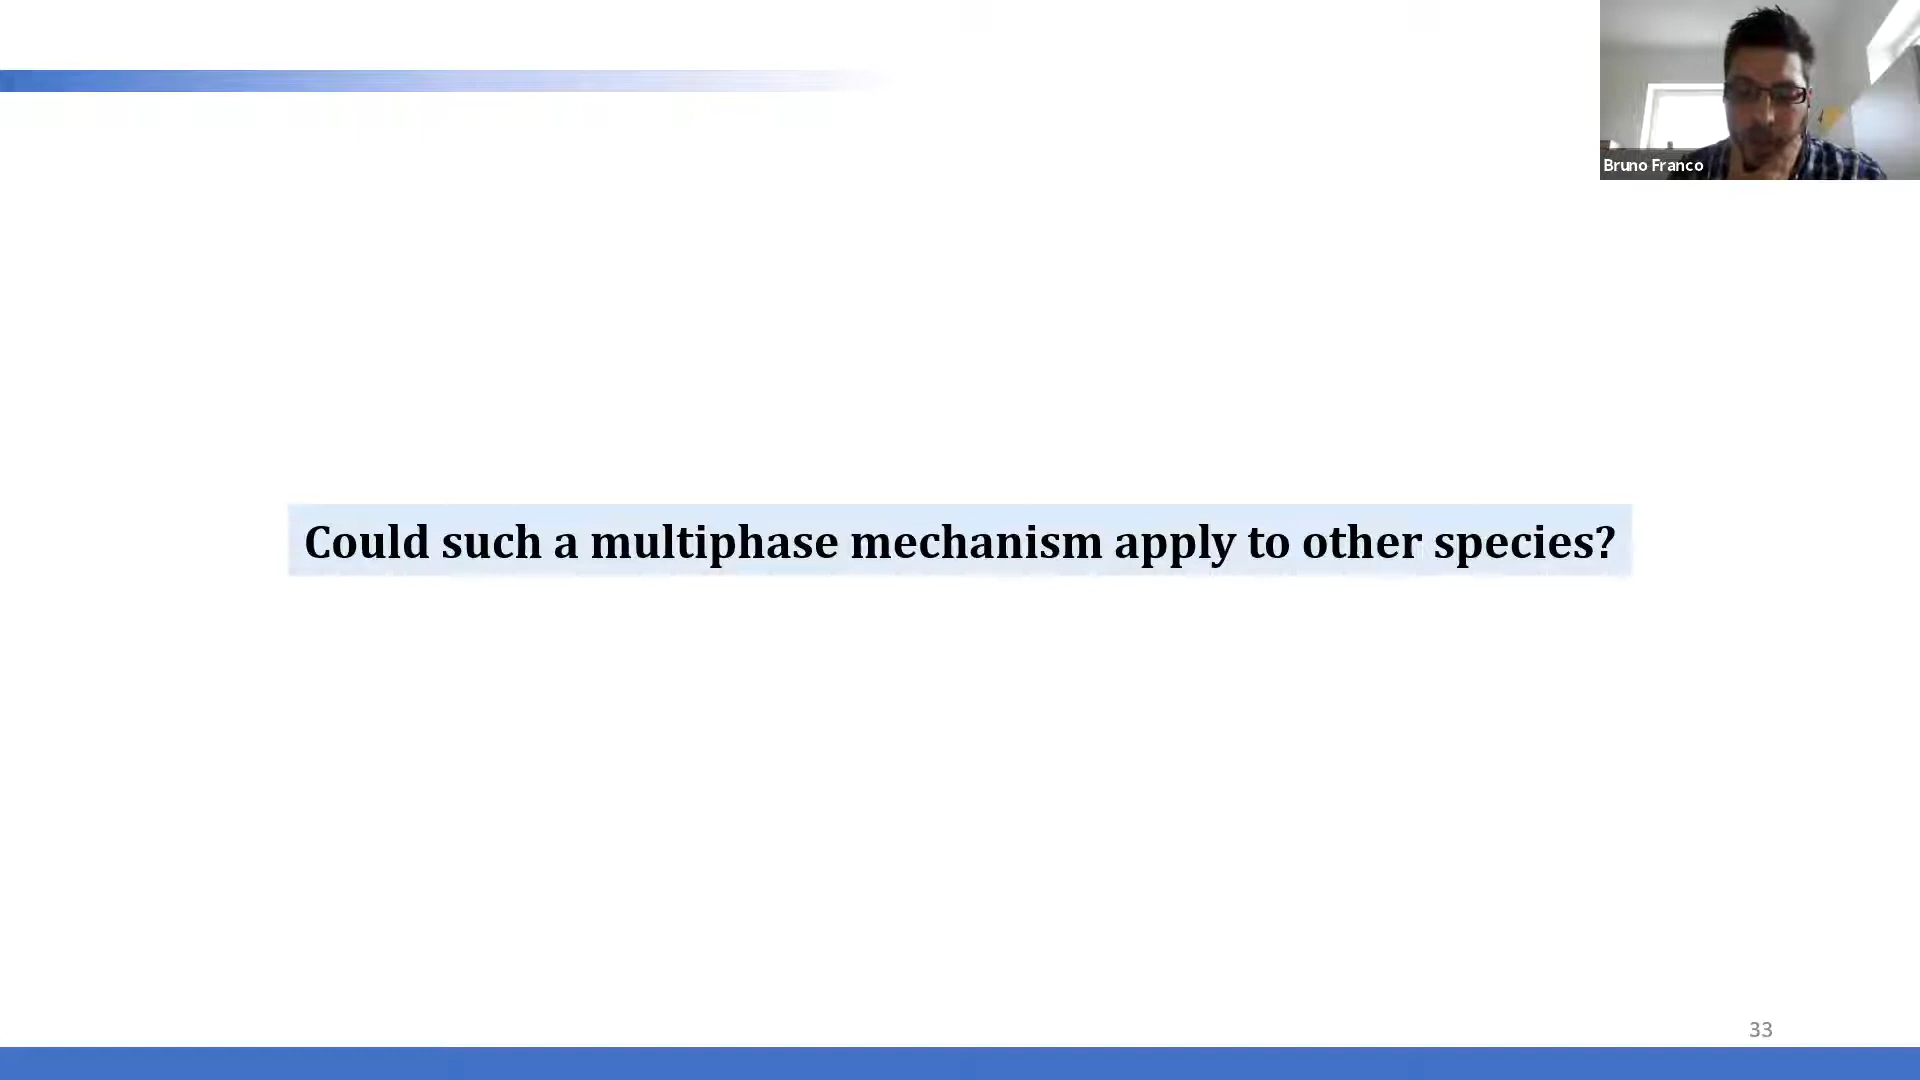 Bruno Franco
Could such a multiphase mechanism apply to other species?
33